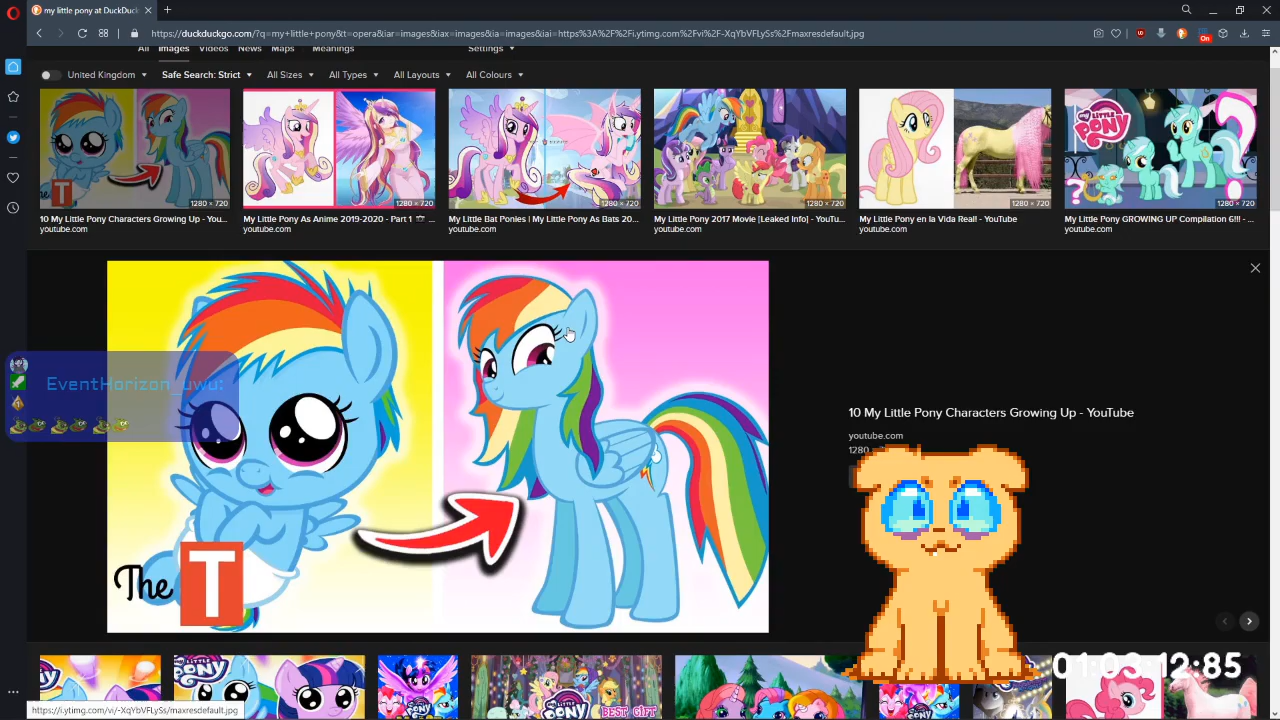 my little pony at DuckDuck
https://duckduckgo.com/?q=my+little+pony&t=opera&iar=images&iax=images&ia=images&iai=https%3A%2F%2Fi.ytimg.com%2Fvi%2F-XqYbVFLySs%2Fmaxresdefault.jpg
On
All Images Videos News Maps Meanings Settings
United Kingdom Safe Search: Strict All Sizes All Types All Layouts All Colours
T
MY LITTLE PONY
1280 × 720 1280 × 720 1280 × 720 1280 × 720 1280 × 720 1280 × 720
10 My Little Pony Characters Growing Up - You...
youtube.com
My Little Pony As Anime 2019-2020 - Part 1 ...
youtube.com
My Little Bat Ponies | My Little Pony As Bats 20...
youtube.com
My Little Pony 2017 Movie [Leaked Info] - YouTu...
youtube.com
My Little Pony en la Vida Real! - YouTube
youtube.com
My Little Pony GROWING UP Compilation 6!!! - ...
youtube.com
EventHorizon_uwu:
10 My Little Pony Characters Growing Up - YouTube
youtube.com
1280
The T
01:03:12:85
PONY
BEST GIFT
https://i.ytimg.com/vi/-XqYbVFLySs/maxresdefault.jpg